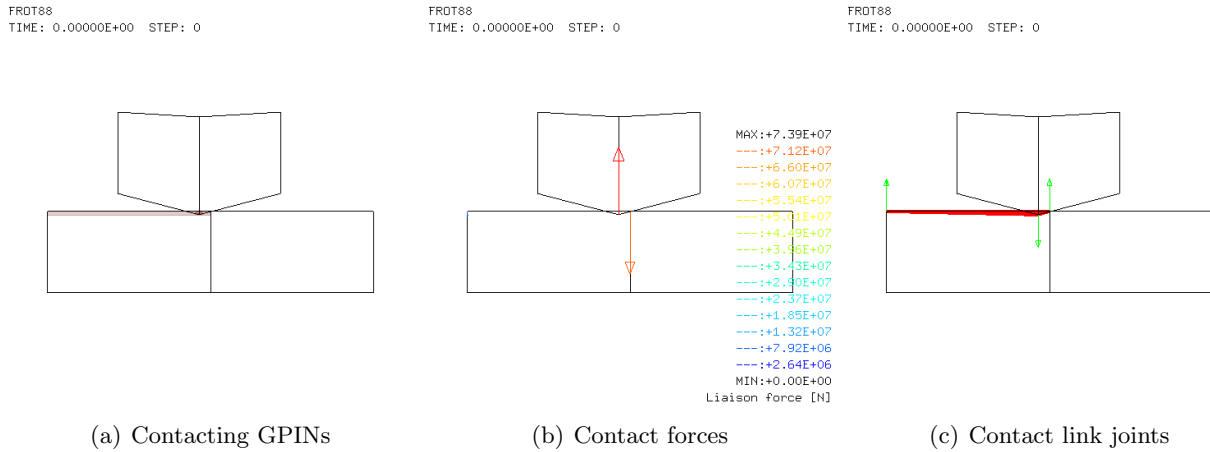 FROT88
TIME: 0.00000E+00 STEP: 0
FROT88
TIME: 0.00000E+00 STEP: 0
FROT88
TIME: 0.00000E+00 STEP: 0
MAX:+7.39E+07
---:+7.12E+07
---:+6.60E+07
---:+6.07E+07
---:+5.54E+07
---:+5.01E+07
---:+4.49E+07
---:+3.96E+07
---:+3.43E+07
---:+2.90E+07
---:+2.37E+07
---:+1.85E+07
---:+1.32E+07
---:+7.92E+06
---:+2.64E+06
MIN:+0.00E+00
Liaison force [N]
(a) Contacting GPINs
(b) Contact forces
(c) Contact link joints